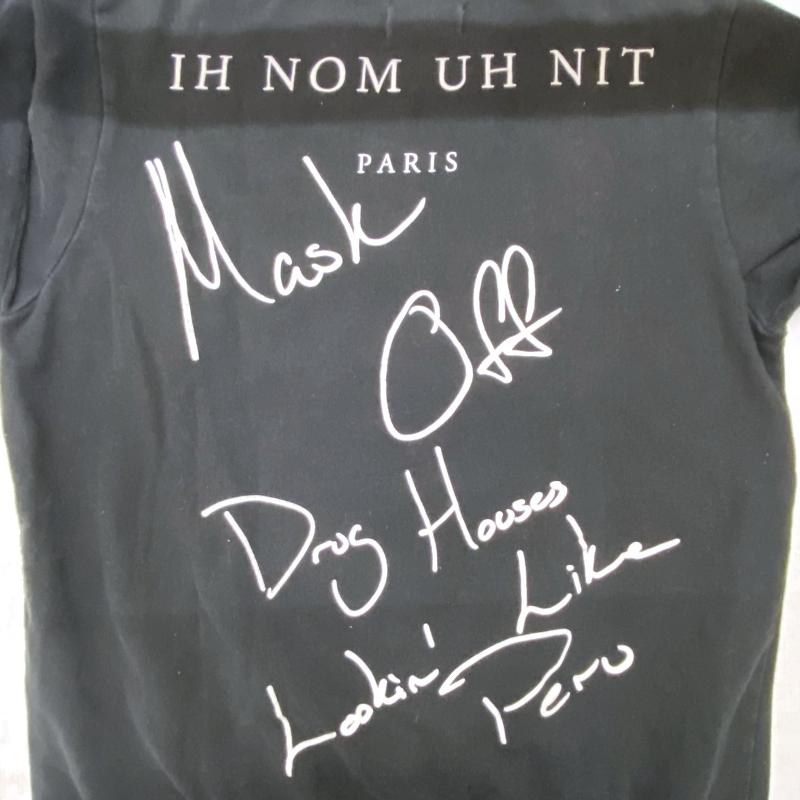 IH NOM UH NIT
PARIS
Mask
Off
Drug Houses
Lookin' Like
Peru